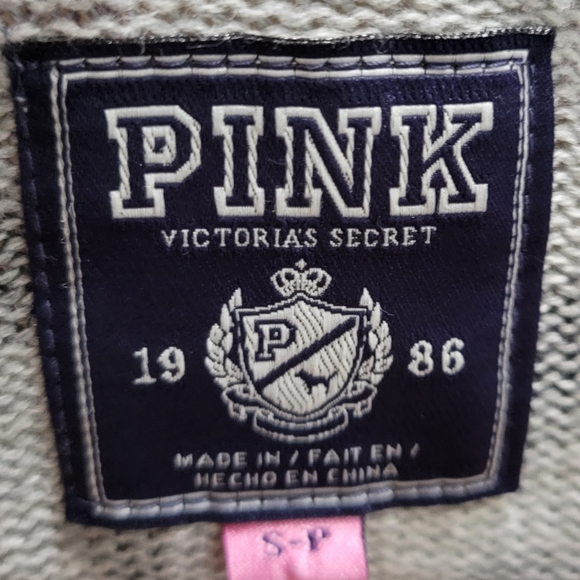 PINK
VICTORIA'S SECRET
P
19 86
MADE IN / FAIT EN /
HECHO EN CHINA
S-P